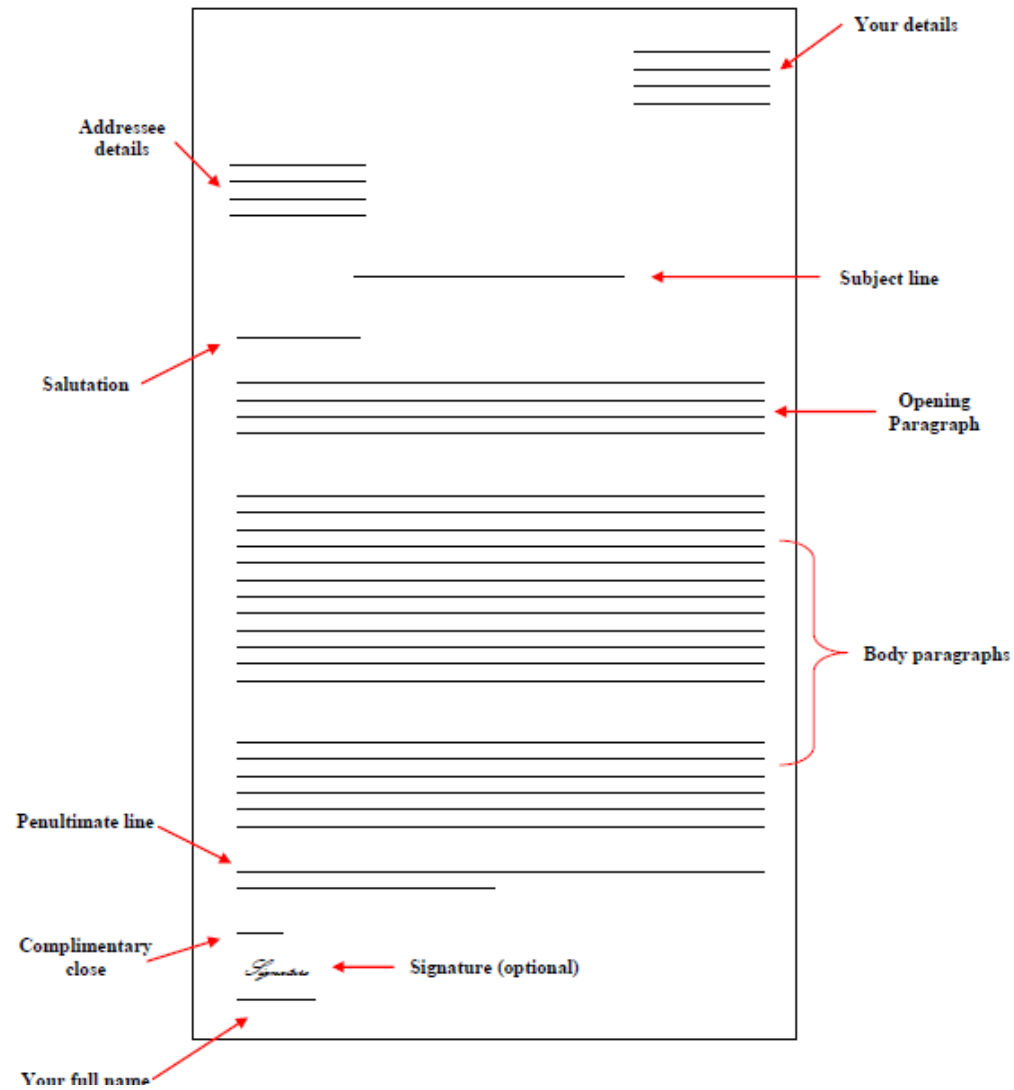 Your details
Addressee
details
Subject line
Salutation
Opening
Paragraph
Body paragraphs
Penultimate line
Complimentary
close
Signature
Signature (optional)
Your full name